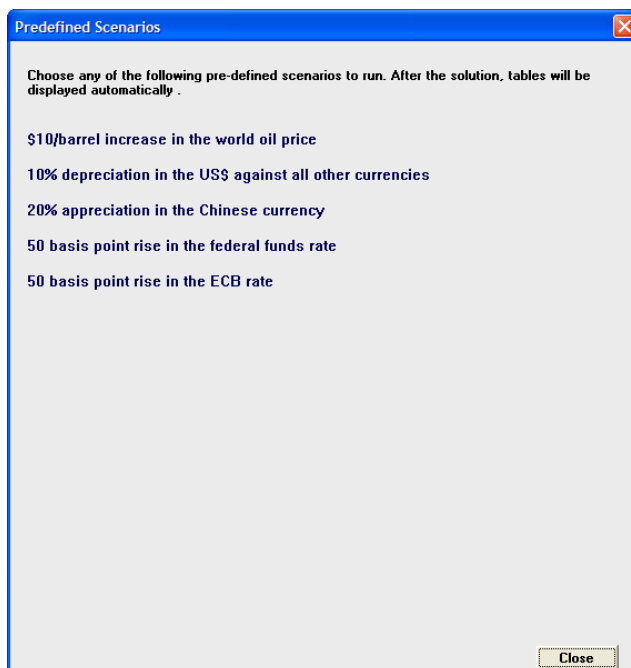 Predefined Scenarios
Choose any of the following pre-defined scenarios to run. After the solution, tables will be
displayed automatically .
$10/barrel increase in the world oil price
10% depreciation in the US$ against all other currencies
20% appreciation in the Chinese currency
50 basis point rise in the federal funds rate
50 basis point rise in the ECB rate
Close